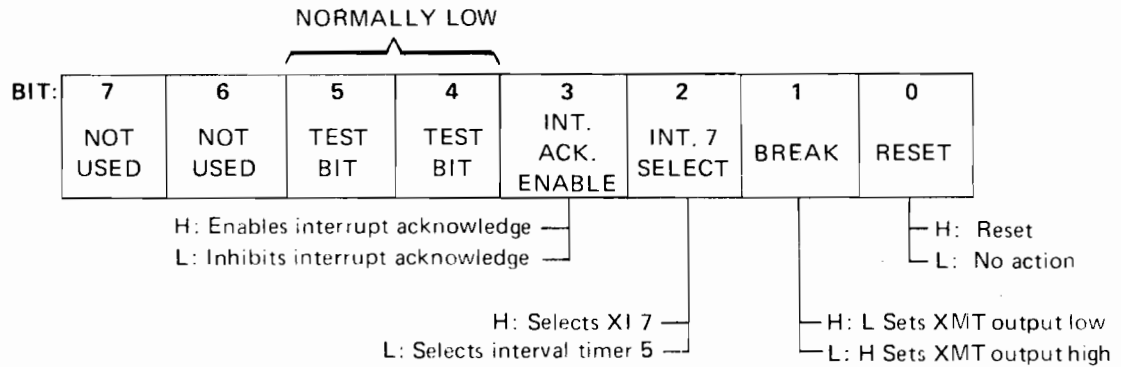 NORMALLY LOW
BIT: 7 6 5 4 3 2 1 0
NOT USED
NOT USED
TEST BIT
TEST BIT
INT. ACK. ENABLE
INT. 7 SELECT
BREAK
RESET
H: Enables interrupt acknowledge
L: Inhibits interrupt acknowledge
H: Reset
L: No action
H: Selects XI 7
L: Selects interval timer 5
H: L Sets XMT output low
L: H Sets XMT output high